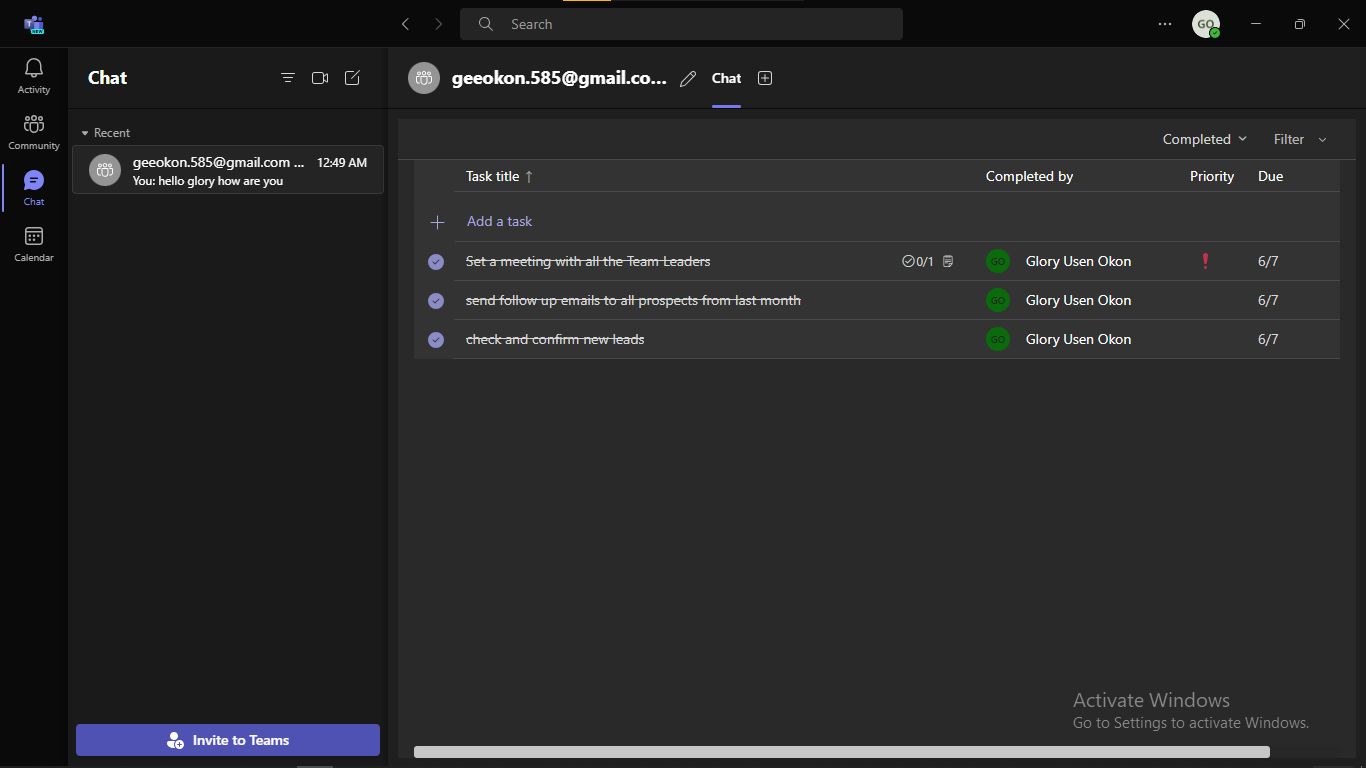 NEW
Search
GO
Activity
Community
Chat
Calendar
Chat
Recent
geeokon.585@gmail.com ... 12:49 AM
You: hello glory how are you
Invite to Teams
geeokon.585@gmail.co... Chat
Completed Filter
Task title ↑ Completed by Priority Due
Add a task
Set a meeting with all the Team Leaders 0/1 GO Glory Usen Okon 6/7
send follow up emails to all prospects from last month GO Glory Usen Okon 6/7
check and confirm new leads GO Glory Usen Okon 6/7
Activate Windows
Go to Settings to activate Windows.